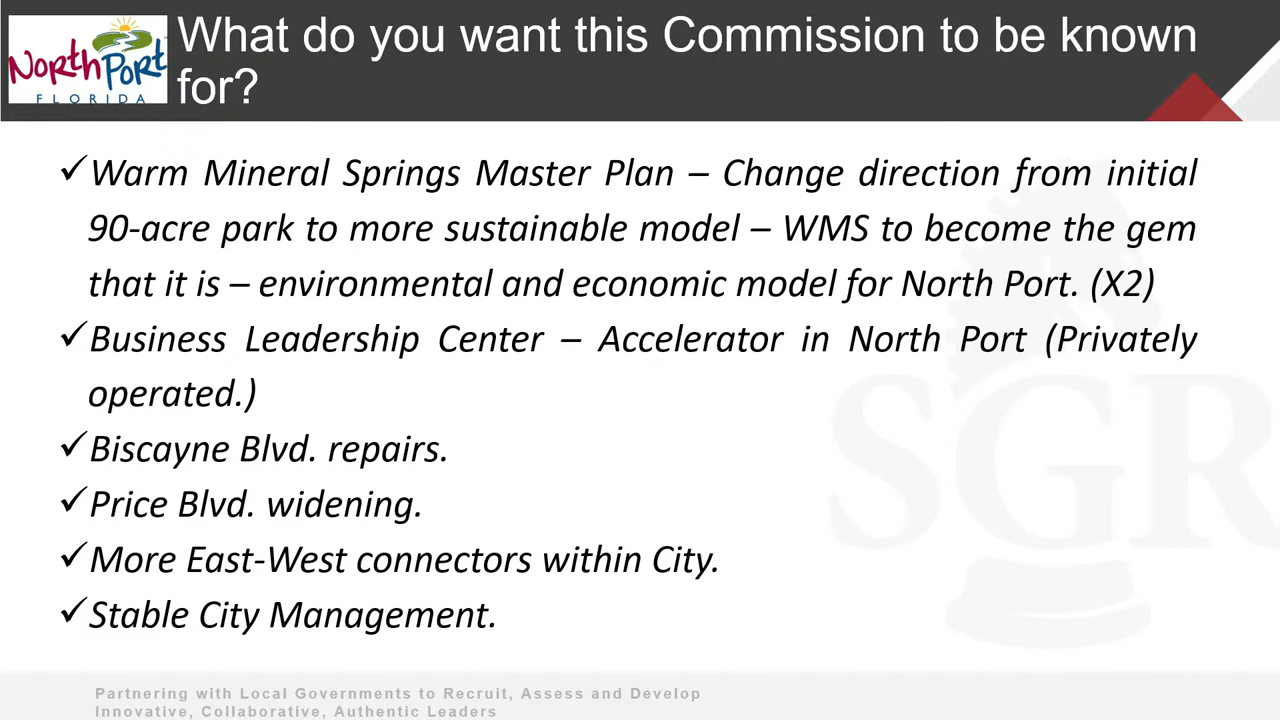 North Port
FLORIDA
What do you want this Commission to be known
for?
✓Warm Mineral Springs Master Plan – Change direction from initial
90-acre park to more sustainable model – WMS to become the gem
that it is – environmental and economic model for North Port. (X2)
✓Business Leadership Center – Accelerator in North Port (Privately
operated.)
✓Biscayne Blvd. repairs.
✓Price Blvd. widening.
✓More East-West connectors within City.
✓Stable City Management.
SGR
Partnering with Local Governments to Recruit, Assess and Develop
Innovative, Collaborative, Authentic Leaders